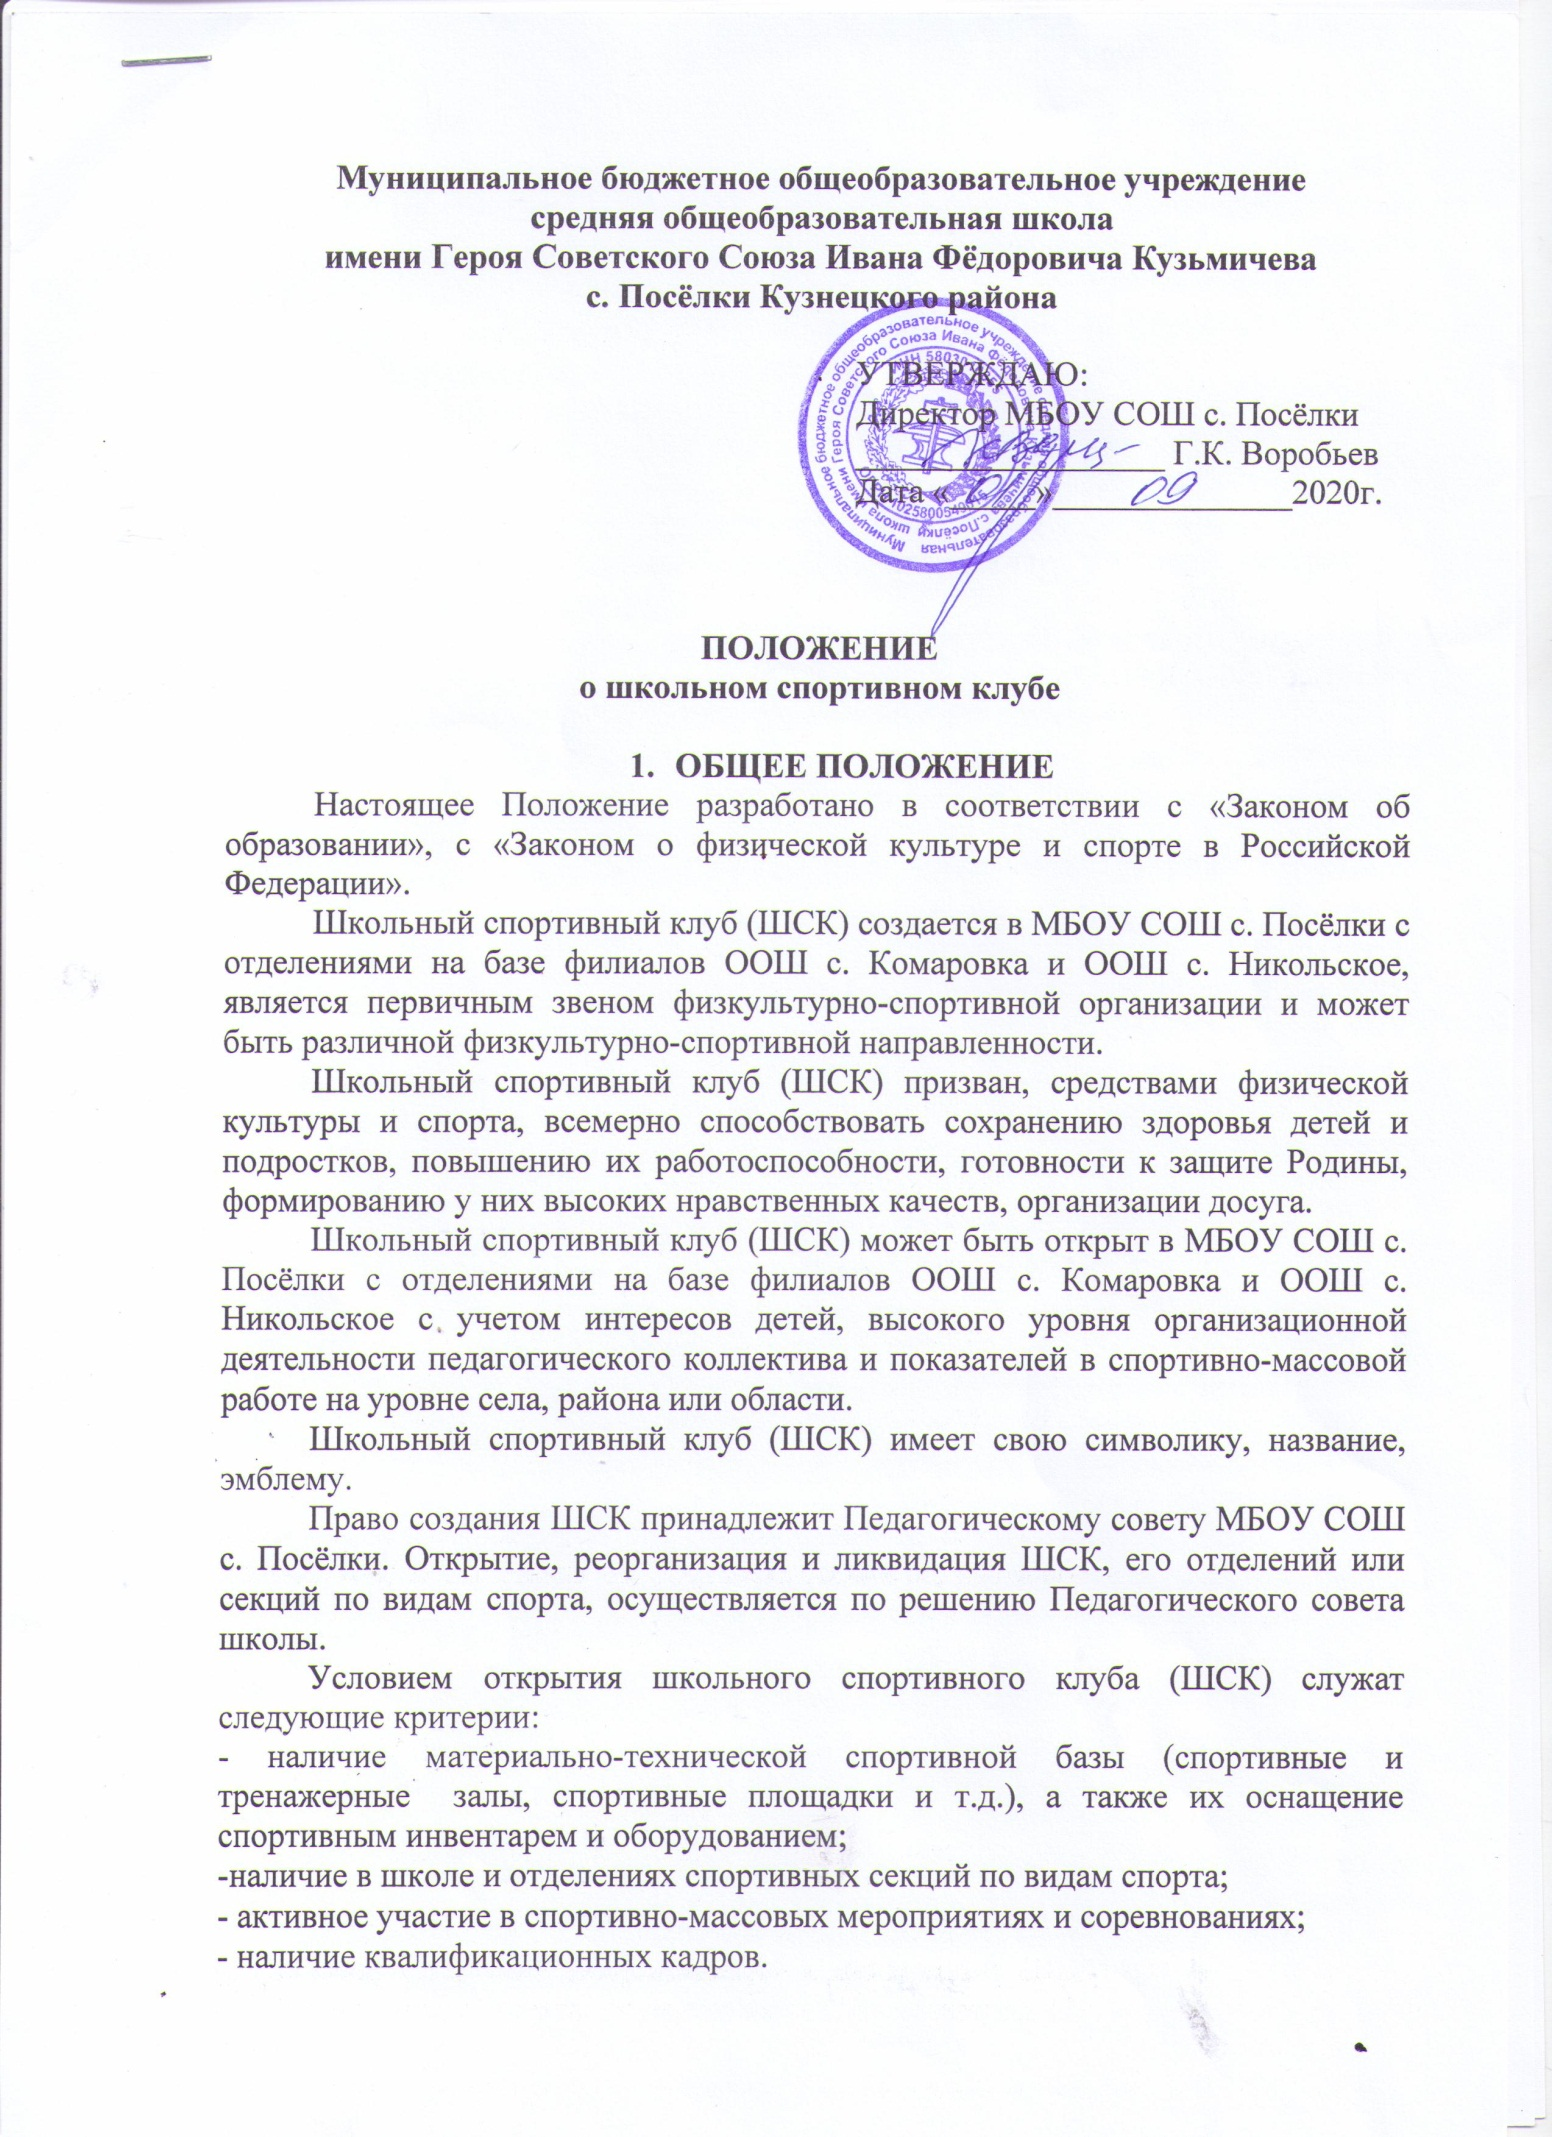 Муниципальное бюджетное общеобразовательное учреждение
средняя общеобразовательная школа
имени Героя Советского Союза Ивана Фёдоровича Кузьмичева
с. Посёлки Кузнецкого района
УТВЕРЖДАЮ:
Директор МБОУ СОШ с. Посёлки
Г.К. Воробьев
Дата « » 09 2020г.
ПОЛОЖЕНИЕ
о школьном спортивном клубе
1. ОБЩЕЕ ПОЛОЖЕНИЕ
Настоящее Положение разработано в соответствии с «Законом об
образовании», с «Законом о физической культуре и спорте в Российской
Федерации».
Школьный спортивный клуб (ШСК) создается в МБОУ СОШ с. Посёлки с
отделениями на базе филиалов ООШ с. Комаровка и ООШ с. Никольское,
является первичным звеном физкультурно-спортивной организации и может
быть различной физкультурно-спортивной направленности.
Школьный спортивный клуб (ШСК) призван, средствами физической
культуры и спорта, всемерно способствовать сохранению здоровья детей и
подростков, повышению их работоспособности, готовности к защите Родины,
формированию у них высоких нравственных качеств, организации досуга.
Школьный спортивный клуб (ШСК) может быть открыт в МБОУ СОШ с.
Посёлки с отделениями на базе филиалов ООШ с. Комаровка и ООШ с.
Никольское с учетом интересов детей, высокого уровня организационной
деятельности педагогического коллектива и показателей в спортивно-массовой
работе на уровне села, района или области.
Школьный спортивный клуб (ШСК) имеет свою символику, название,
эмблему.
Право создания ШСК принадлежит Педагогическому совету МБОУ СОШ
с. Посёлки. Открытие, реорганизация и ликвидация ШСК, его отделений или
секций по видам спорта, осуществляется по решению Педагогического совета
школы.
Условием открытия школьного спортивного клуба (ШСК) служат
следующие критерии:
- наличие материально-технической спортивной базы (спортивные и
тренажерные залы, спортивные площадки и т.д.), а также их оснащение
спортивным инвентарем и оборудованием;
-наличие в школе и отделениях спортивных секций по видам спорта;
- активное участие в спортивно-массовых мероприятиях и соревнованиях;
- наличие квалификационных кадров.